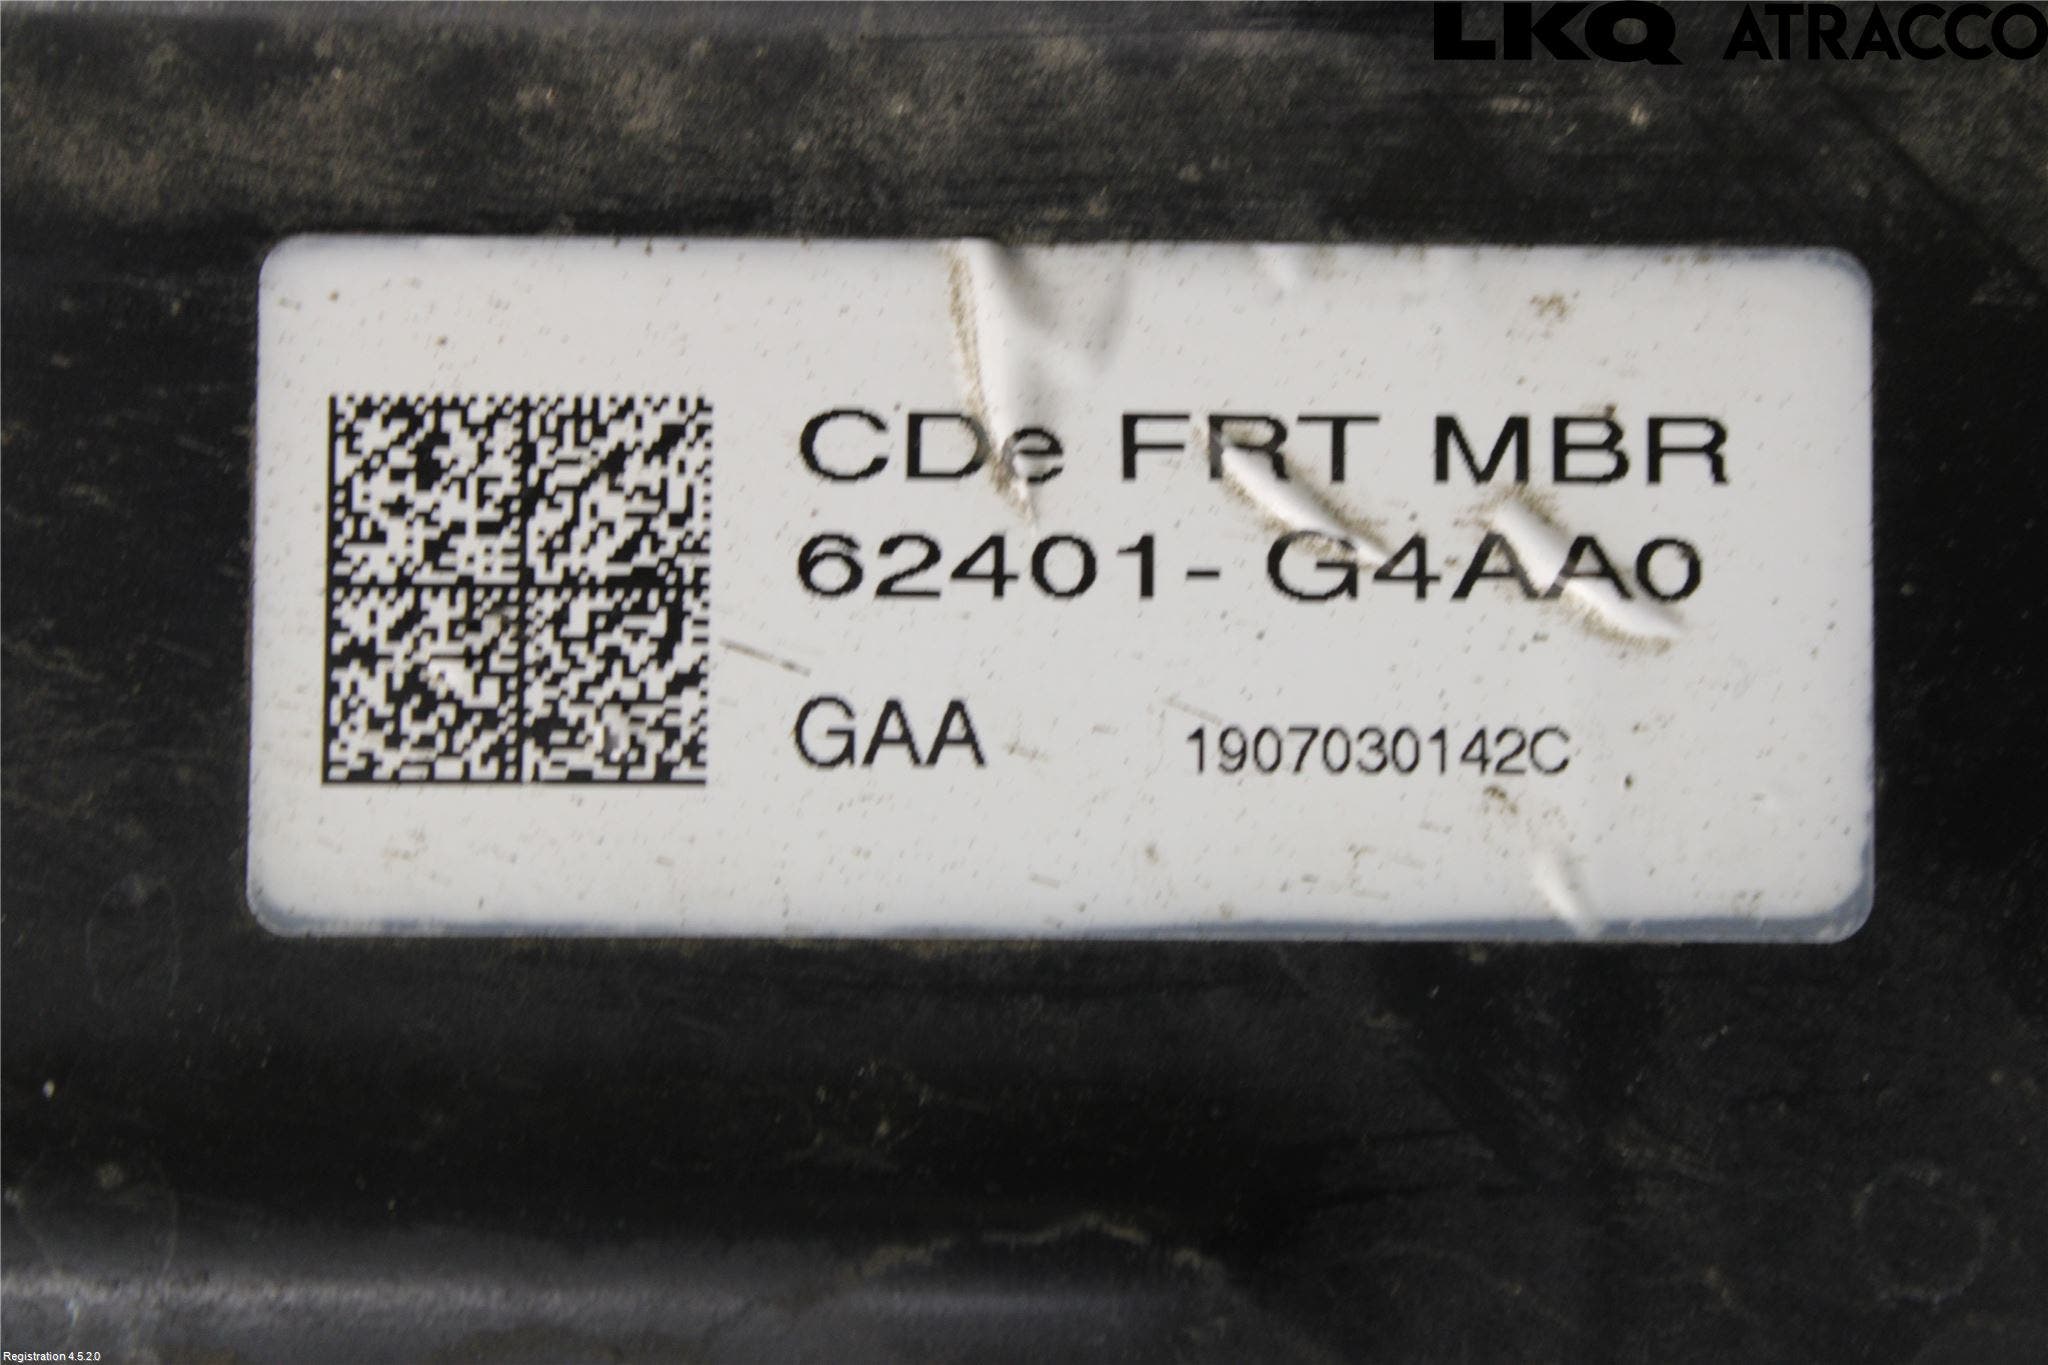 LKQ ATRACCO
CDe FRT MBR
62401-G4AA0
GAA 1907030142C
Registration 4.5.2.0